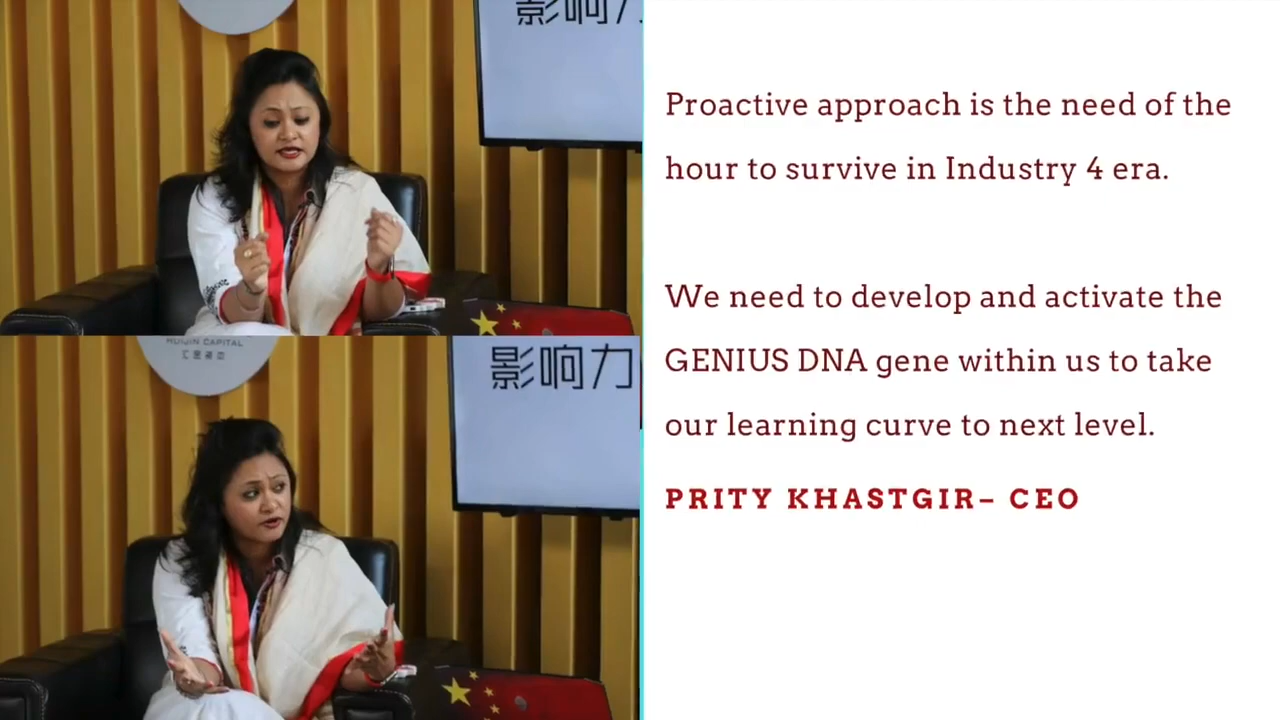 影响力
HUIJIN CAPITAL
影响力
Proactive approach is the need of the
hour to survive in Industry 4 era.
We need to develop and activate the
GENIUS DNA gene within us to take
our learning curve to next level.
PRITY KHASTGIR– CEO